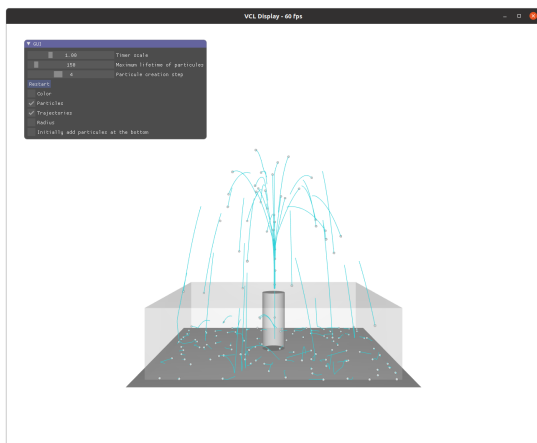 VCL Display - 60 fps
GUI
1.00 Timer scale
150 Maximum lifetime of particules
4 Particule creation step
Restart
Color
Particles
Trajectories
Radius
Initially add particules at the bottom